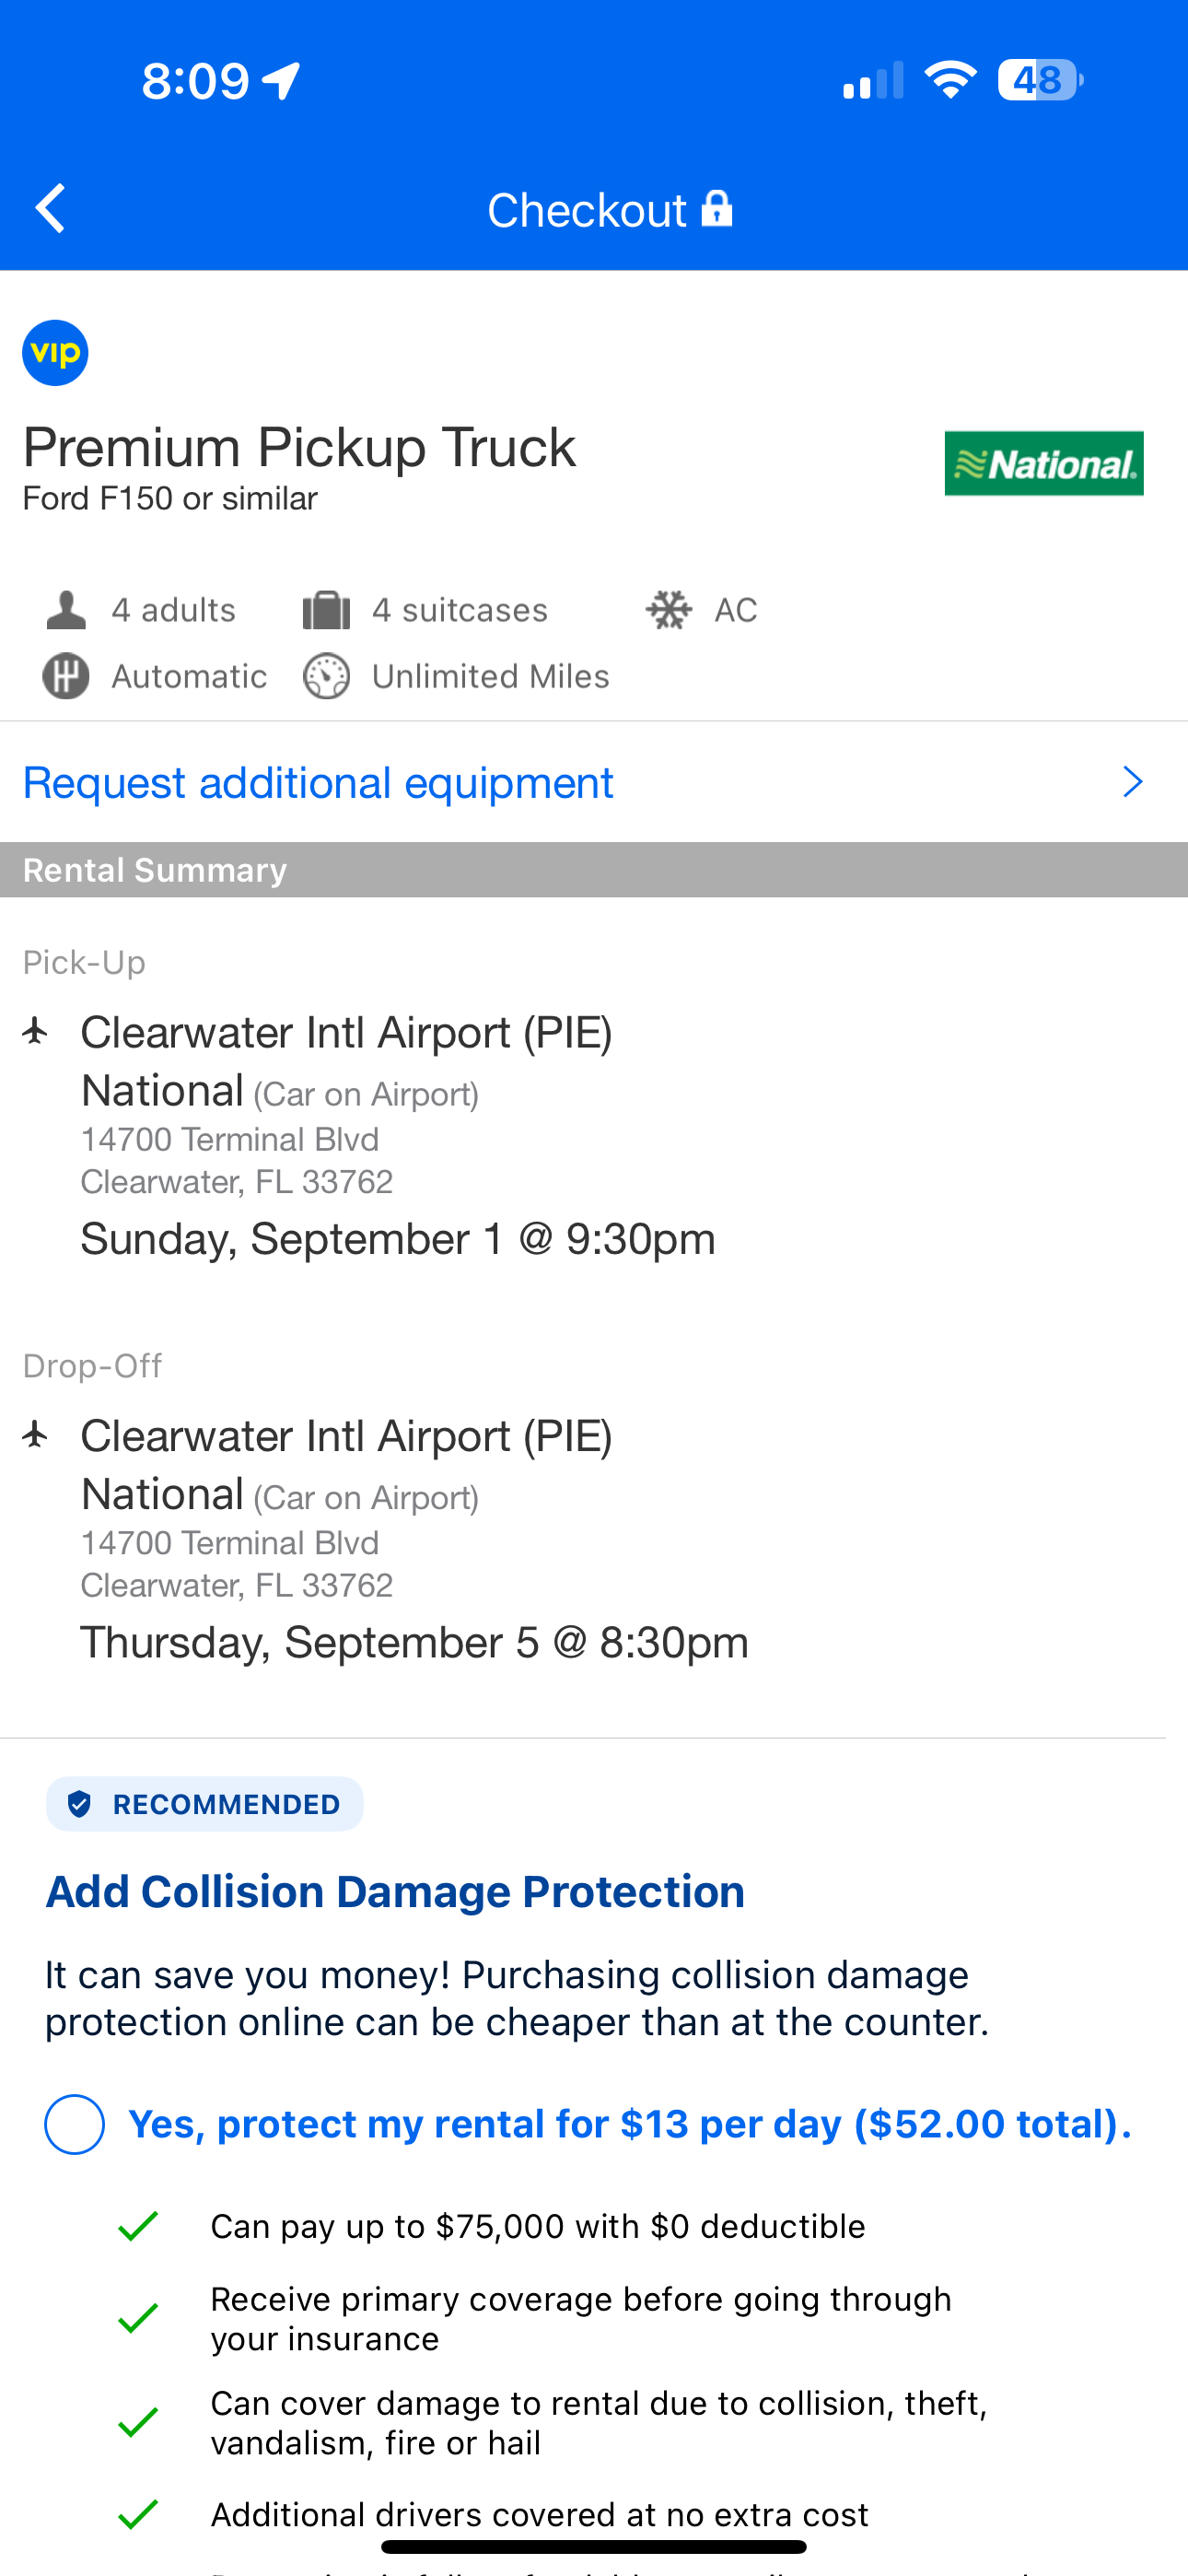 8:09
48
Checkout
vip
Premium Pickup Truck
Ford F150 or similar
National.
4 adults
4 suitcases
AC
Automatic
Unlimited Miles
Request additional equipment
Rental Summary
Pick-Up
Clearwater Intl Airport (PIE)
National (Car on Airport)
14700 Terminal Blvd
Clearwater, FL 33762
Sunday, September 1 @ 9:30pm
Drop-Off
Clearwater Intl Airport (PIE)
National (Car on Airport)
14700 Terminal Blvd
Clearwater, FL 33762
Thursday, September 5 @ 8:30pm
RECOMMENDED
Add Collision Damage Protection
It can save you money! Purchasing collision damage
protection online can be cheaper than at the counter.
Yes, protect my rental for $13 per day ($52.00 total).
Can pay up to $75,000 with $0 deductible
Receive primary coverage before going through
your insurance
Can cover damage to rental due to collision, theft,
vandalism, fire or hail
Additional drivers covered at no extra cost